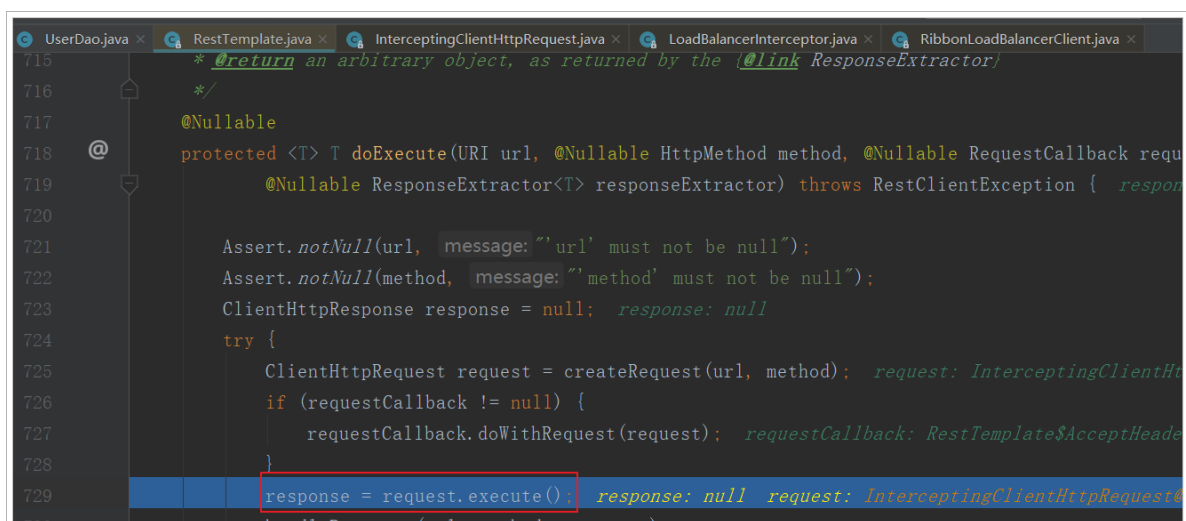 UserDao.java × RestTemplate.java × InterceptingClientHttpRequest.java × LoadBalancerInterceptor.java × RibbonLoadBalancerClient.java ×
715 * @return an arbitrary object, as returned by the {@link ResponseExtractor}
716 */
717 @Nullable
718 @ protected <T> T doExecute(URI url, @Nullable HttpMethod method, @Nullable RequestCallback requ
719 @Nullable ResponseExtractor<T> responseExtractor) throws RestClientException { respon
720
721 Assert.notNull(url, message: "'url' must not be null");
722 Assert.notNull(method, message: "'method' must not be null");
723 ClientHttpResponse response = null; response: null
724 try {
725 ClientHttpRequest request = createRequest(url, method); request: InterceptingClientHt
726 if (requestCallback != null) {
727 requestCallback.doWithRequest(request); requestCallback: RestTemplate$AcceptHeade
728 }
729 response = request.execute(); response: null request: InterceptingClientHttpRequest@